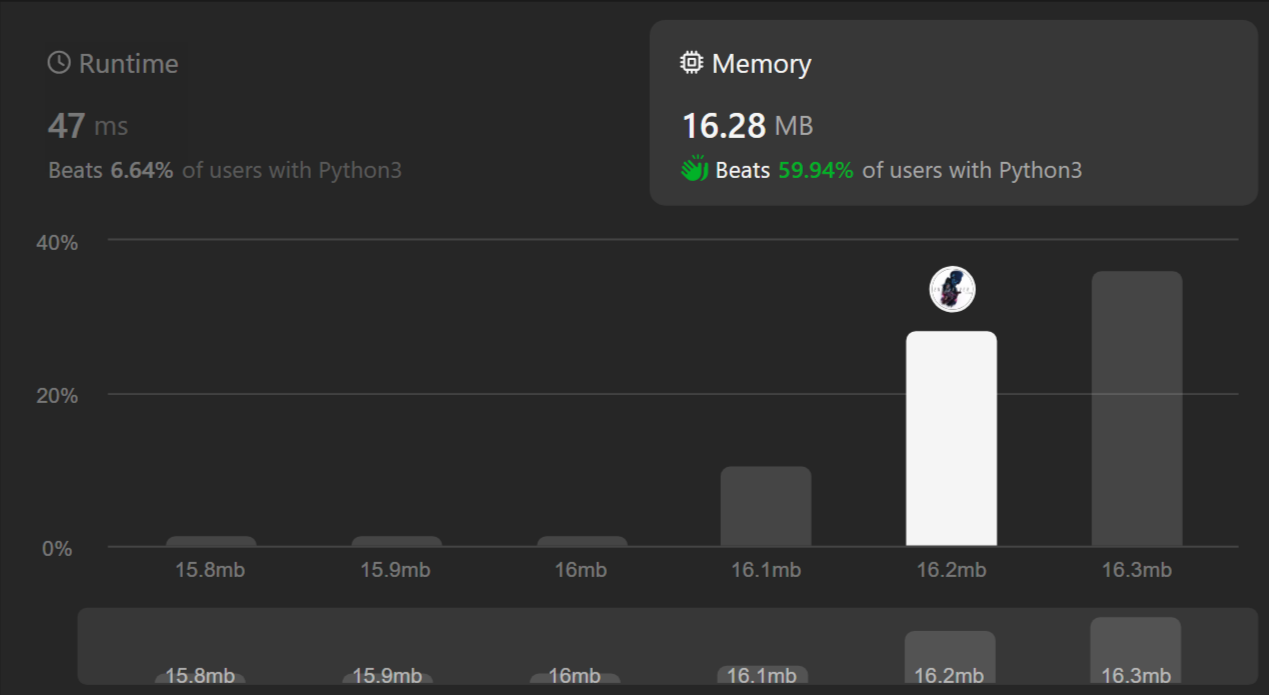 Runtime
47 ms
Beats 6.64% of users with Python3
Memory
16.28 MB
Beats 59.94% of users with Python3
40%
20%
0%
15.8mb 15.9mb 16mb 16.1mb 16.2mb 16.3mb
15.8mb 15.9mb 16mb 16.1mb 16.2mb 16.3mb